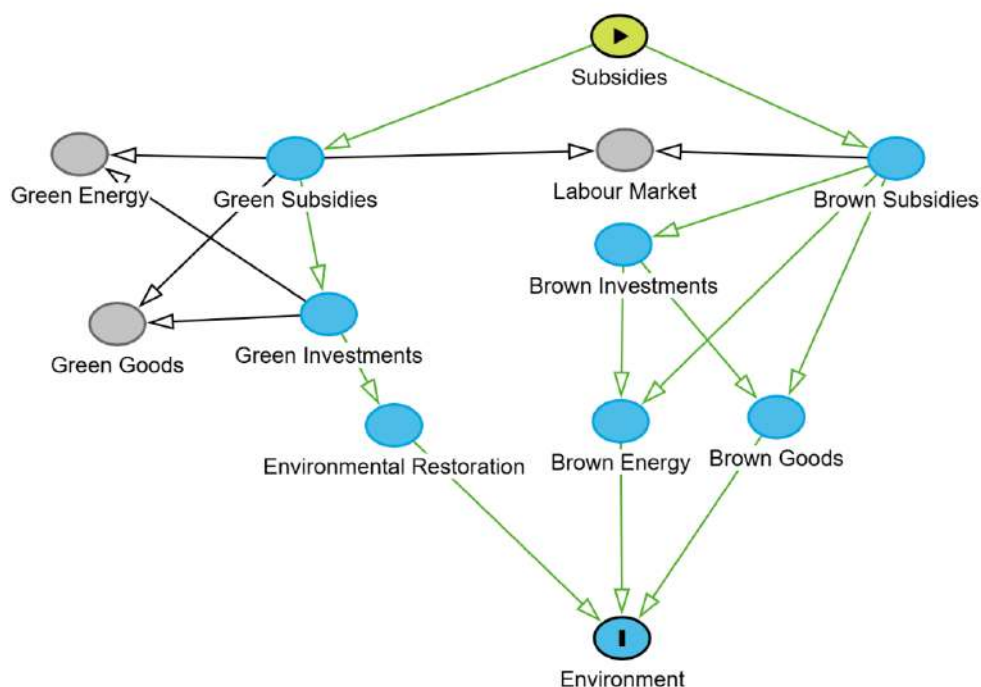 Subsidies
Green Energy
Green Subsidies
Labour Market
Brown Subsidies
Brown Investments
Green Goods
Green Investments
Environmental Restoration
Brown Energy
Brown Goods
Environment